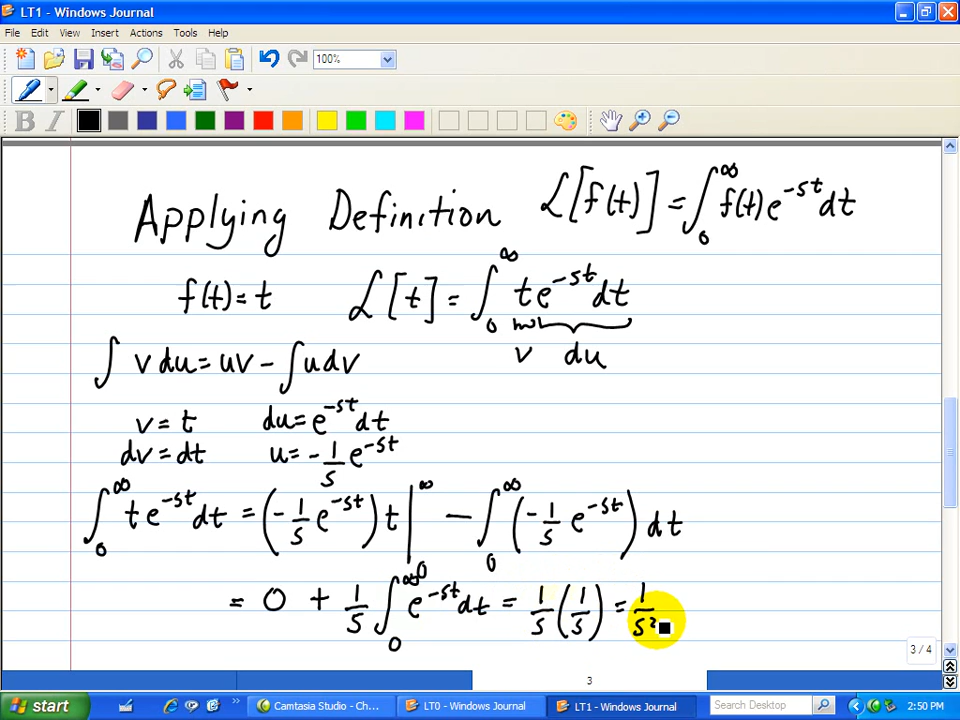 LT1 - Windows Journal
File Edit View Insert Actions Tools Help
100%
B I
Applying Definition ℒ[f(t)] = ∫₀^∞ f(t)e^{-st}dt
f(t) = t ℒ[t] = ∫₀^∞ te^{-st}dt
v du
∫ v du = uv - ∫ u dv
v = t du = e^{-st}dt
dv = dt u = -1/s e^{-st}
∫₀^∞ te^{-st}dt = (-1/s e^{-st}) t |₀^∞ - ∫₀^∞ (-1/s e^{-st}) dt
= 0 + 1/s ∫₀^∞ e^{-st}dt = 1/s (1/s) = 1/s²
3 / 4
3
start Camtasia Studio - Ch... LT0 - Windows Journal LT1 - Windows Journal Search Desktop 2:50 PM